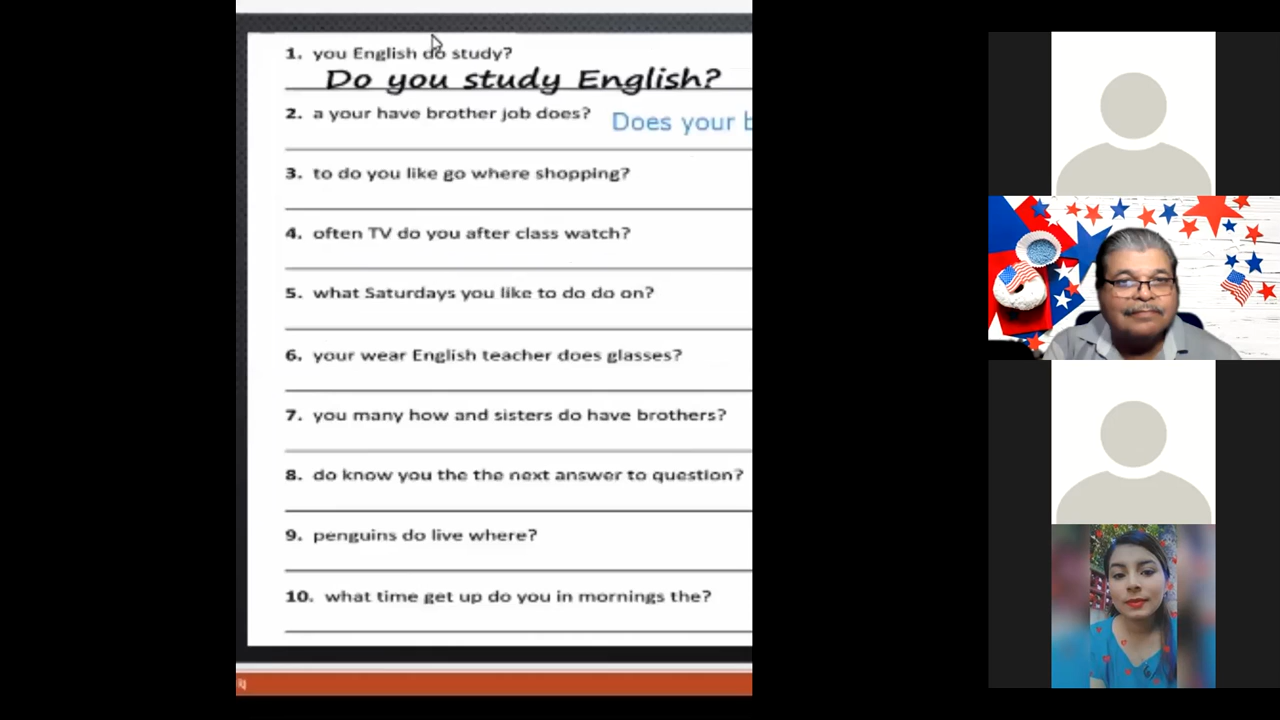 1. you English do study?
Do you study English?
2. a your have brother job does?
Does your b
3. to do you like go where shopping?
4. often TV do you after class watch?
5. what Saturdays you like to do do on?
6. your wear English teacher does glasses?
7. you many how and sisters do have brothers?
8. do know you the the next answer to question?
9. penguins do live where?
10. what time get up do you in mornings the?